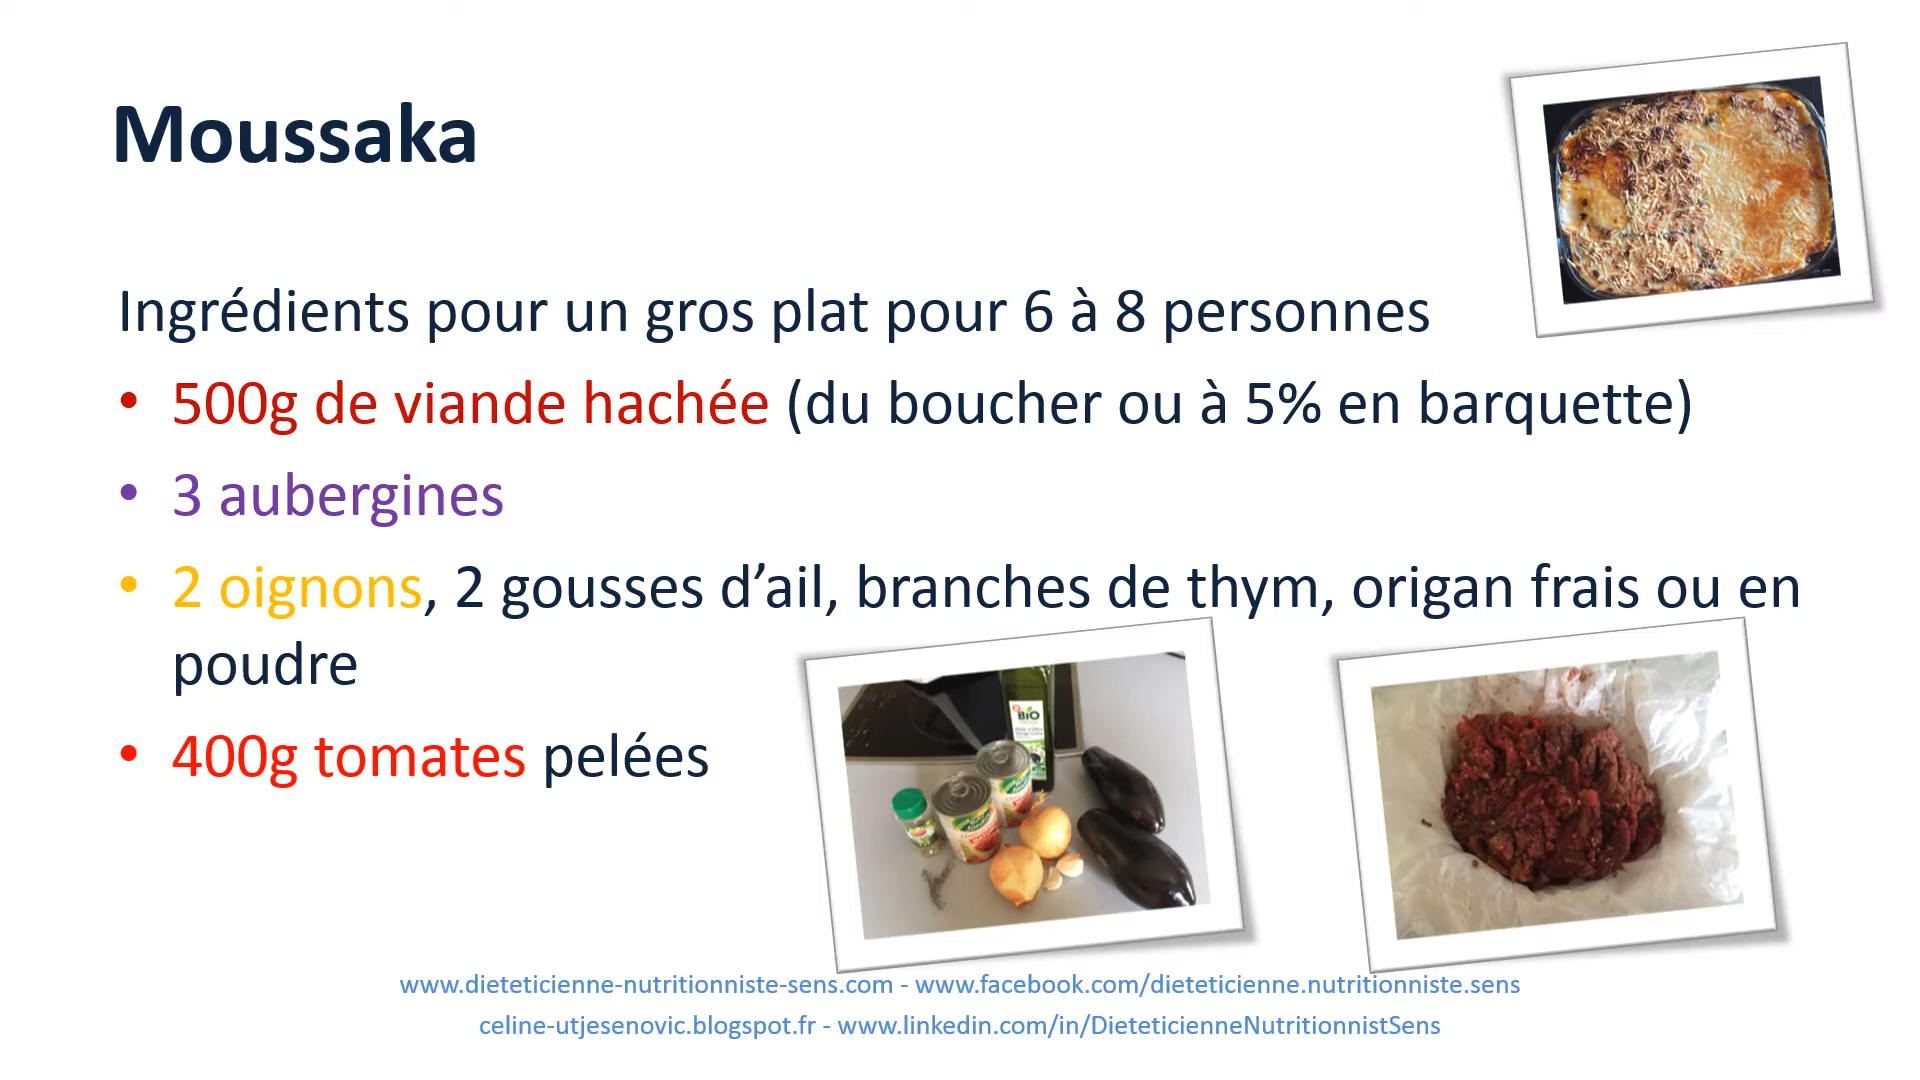 Moussaka
Ingrédients pour un gros plat pour 6 à 8 personnes
• 500g de viande hachée (du boucher ou à 5% en barquette)
• 3 aubergines
• 2 oignons, 2 gousses d’ail, branches de thym, origan frais ou en
poudre
• 400g tomates pelées
BIO
www.dieteticienne-nutritionniste-sens.com - www.facebook.com/dieteticienne.nutritionniste.sens
celine-utjesenovic.blogspot.fr - www.linkedin.com/in/DieteticienneNutritionnistSens